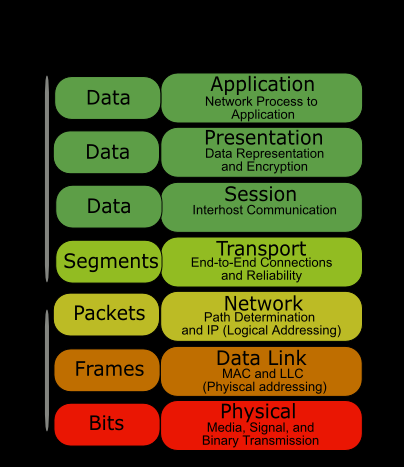 Data
Application
Network Process to
Application
Data
Presentation
Data Representation
and Encryption
Data
Session
Interhost Communication
Segments
Transport
End-to-End Connections
and Reliability
Packets
Network
Path Determination
and IP (Logical Addressing)
Frames
Data Link
MAC and LLC
(Phyiscal addressing)
Bits
Physical
Media, Signal, and
Binary Transmission